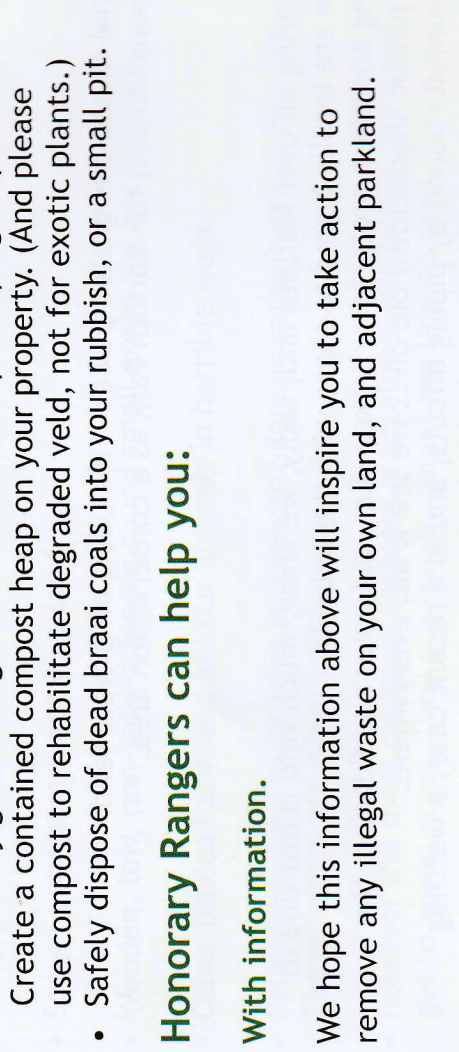 Create a contained compost heap on your property. (And please
use compost to rehabilitate degraded veld, not for exotic plants.)
• Safely dispose of dead braai coals into your rubbish, or a small pit.
Honorary Rangers can help you:
With information.
We hope this information above will inspire you to take action to
remove any illegal waste on your own land, and adjacent parkland.